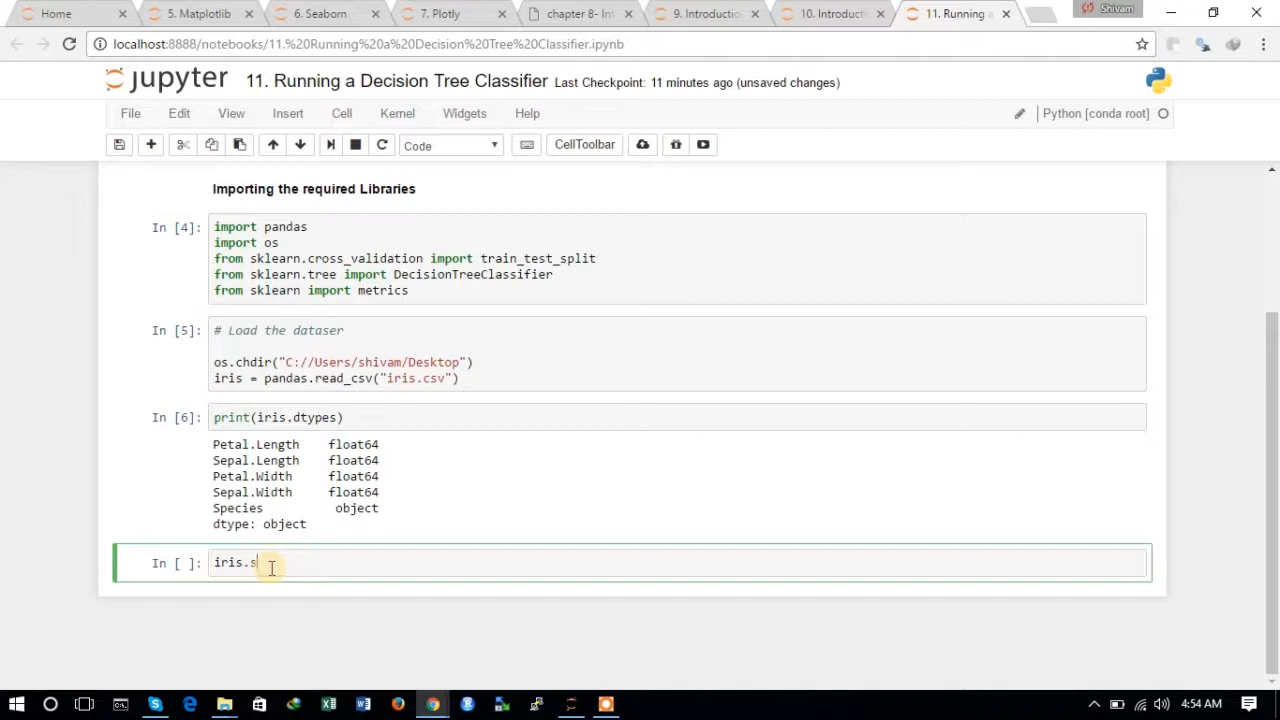 Home
5. Matplotlib
6. Seaborn
7. Plotly
chapter 8- Int
9. Introduction
10. Introduct
11. Running a
Shivam
localhost:8888/notebooks/11.%20Running%20a%20Decision%20Tree%20Classifier.ipynb
jupyter 11. Running a Decision Tree Classifier Last Checkpoint: 11 minutes ago (unsaved changes)
File Edit View Insert Cell Kernel Widgets Help Python [conda root]
Code CellToolbar
Importing the required Libraries
In [4]: import pandas
import os
from sklearn.cross_validation import train_test_split
from sklearn.tree import DecisionTreeClassifier
from sklearn import metrics
In [5]: # Load the dataser
os.chdir("C://Users/shivam/Desktop")
iris = pandas.read_csv("iris.csv")
In [6]: print(iris.dtypes)
Petal.Length float64
Sepal.Length float64
Petal.Width float64
Sepal.Width float64
Species object
dtype: object
In [ ]: iris.s
4:54 AM